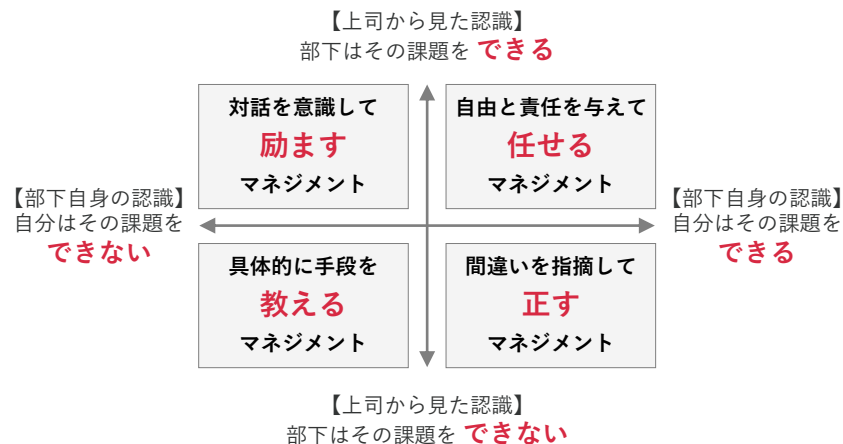 【上司から見た認識】
部下はその課題を できる
対話を意識して
励ます
マネジメント
自由と責任を与えて
任せる
マネジメント
【部下自身の認識】
自分はその課題を
できない
【部下自身の認識】
自分はその課題を
できる
具体的に手段を
教える
マネジメント
間違いを指摘して
正す
マネジメント
【上司から見た認識】
部下はその課題を できない